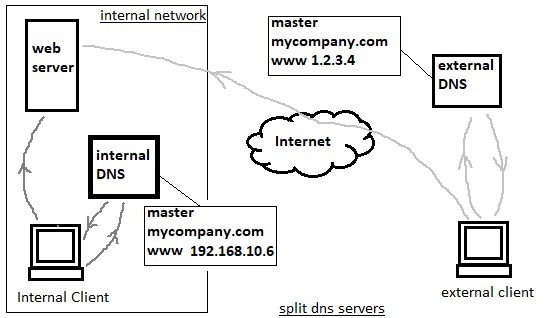 internal network
web
server
master
mycompany.com
www 1.2.3.4
external
DNS
Internet
internal
DNS
master
mycompany.com
www  192.168.10.6
Internal Client
external client
split dns servers